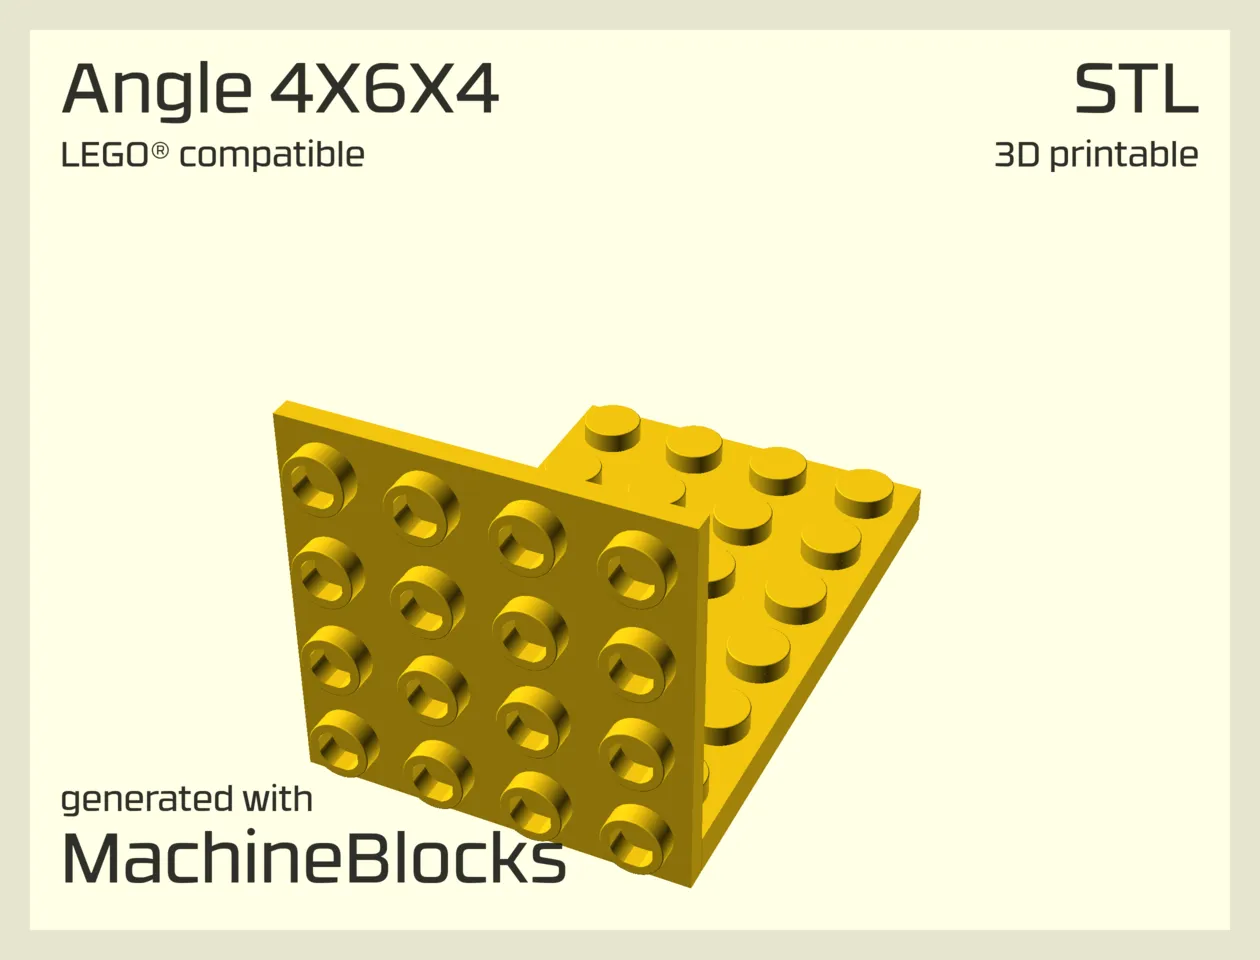 Angle 4X6X4
LEGO® compatible
STL
3D printable
generated with
MachineBlocks